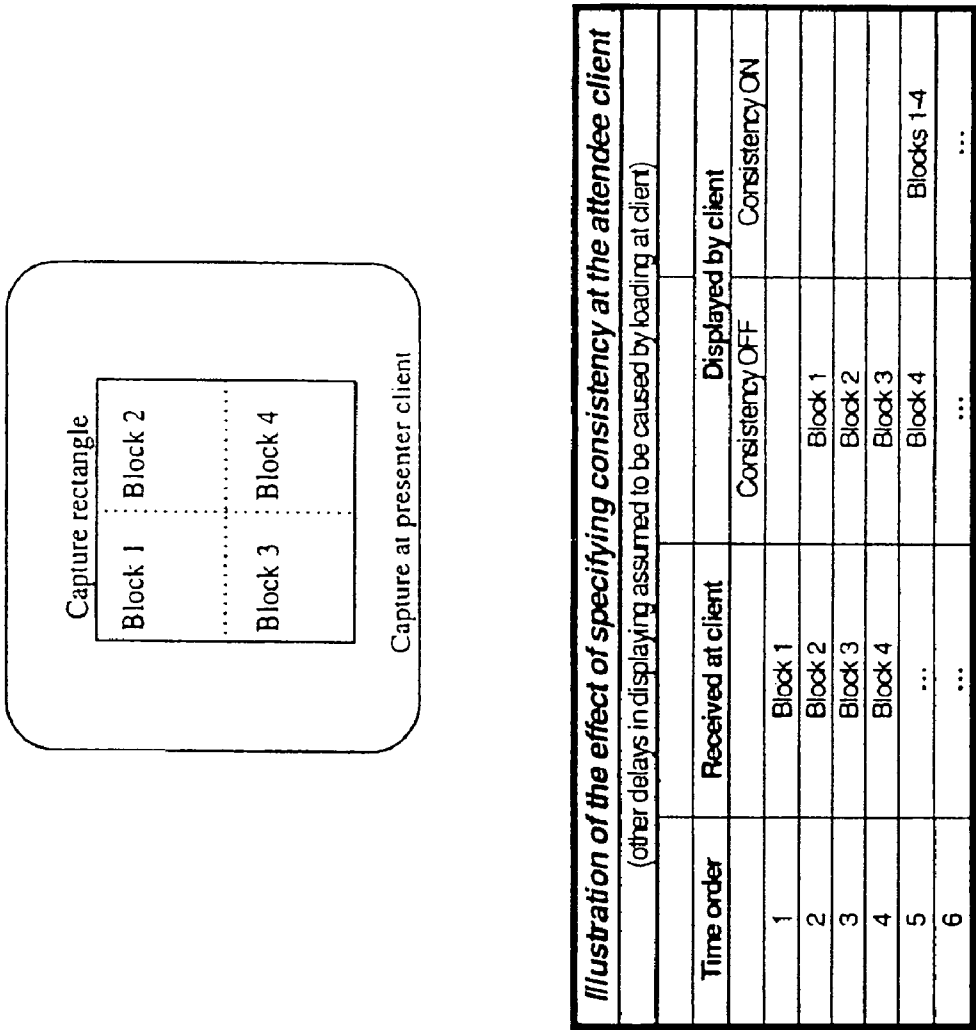 Capture rectangle
Block 1 Block 2
Block 3 Block 4
Capture at presenter client
Illustration of the effect of specifying consistency at the attendee client
(other delays in displaying assumed to be caused by loading at client)
Time order Received at client Displayed by client
Consistency OFF Consistency ON
1 Block 1
2 Block 2 Block 1
3 Block 3 Block 2
4 Block 4 Block 3
5 ... Block 4 Blocks 1-4
6 ... ... ...